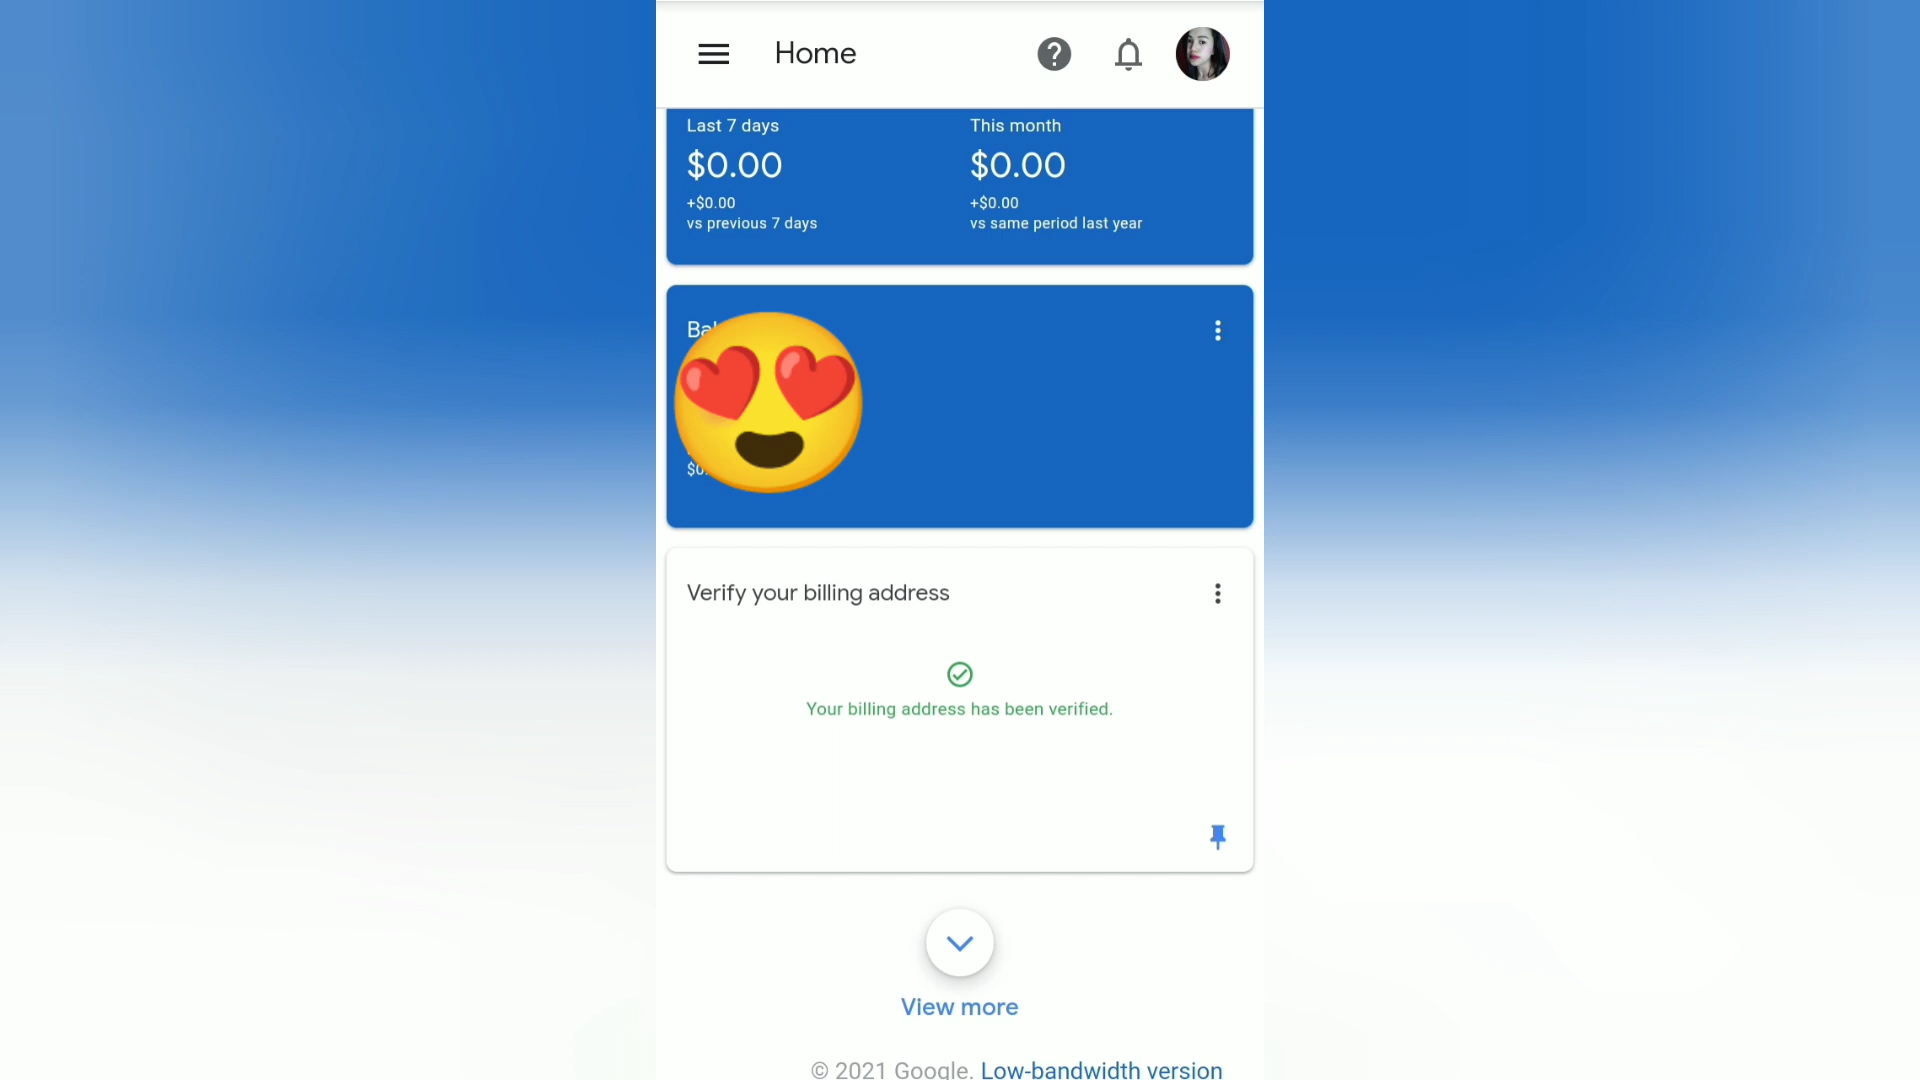 Home
Last 7 days
This month
$0.00
$0.00
+$0.00
+$0.00
vs previous 7 days
vs same period last year
Verify your billing address
Your billing address has been verified.
View more
© 2021 Google. Low-bandwidth version